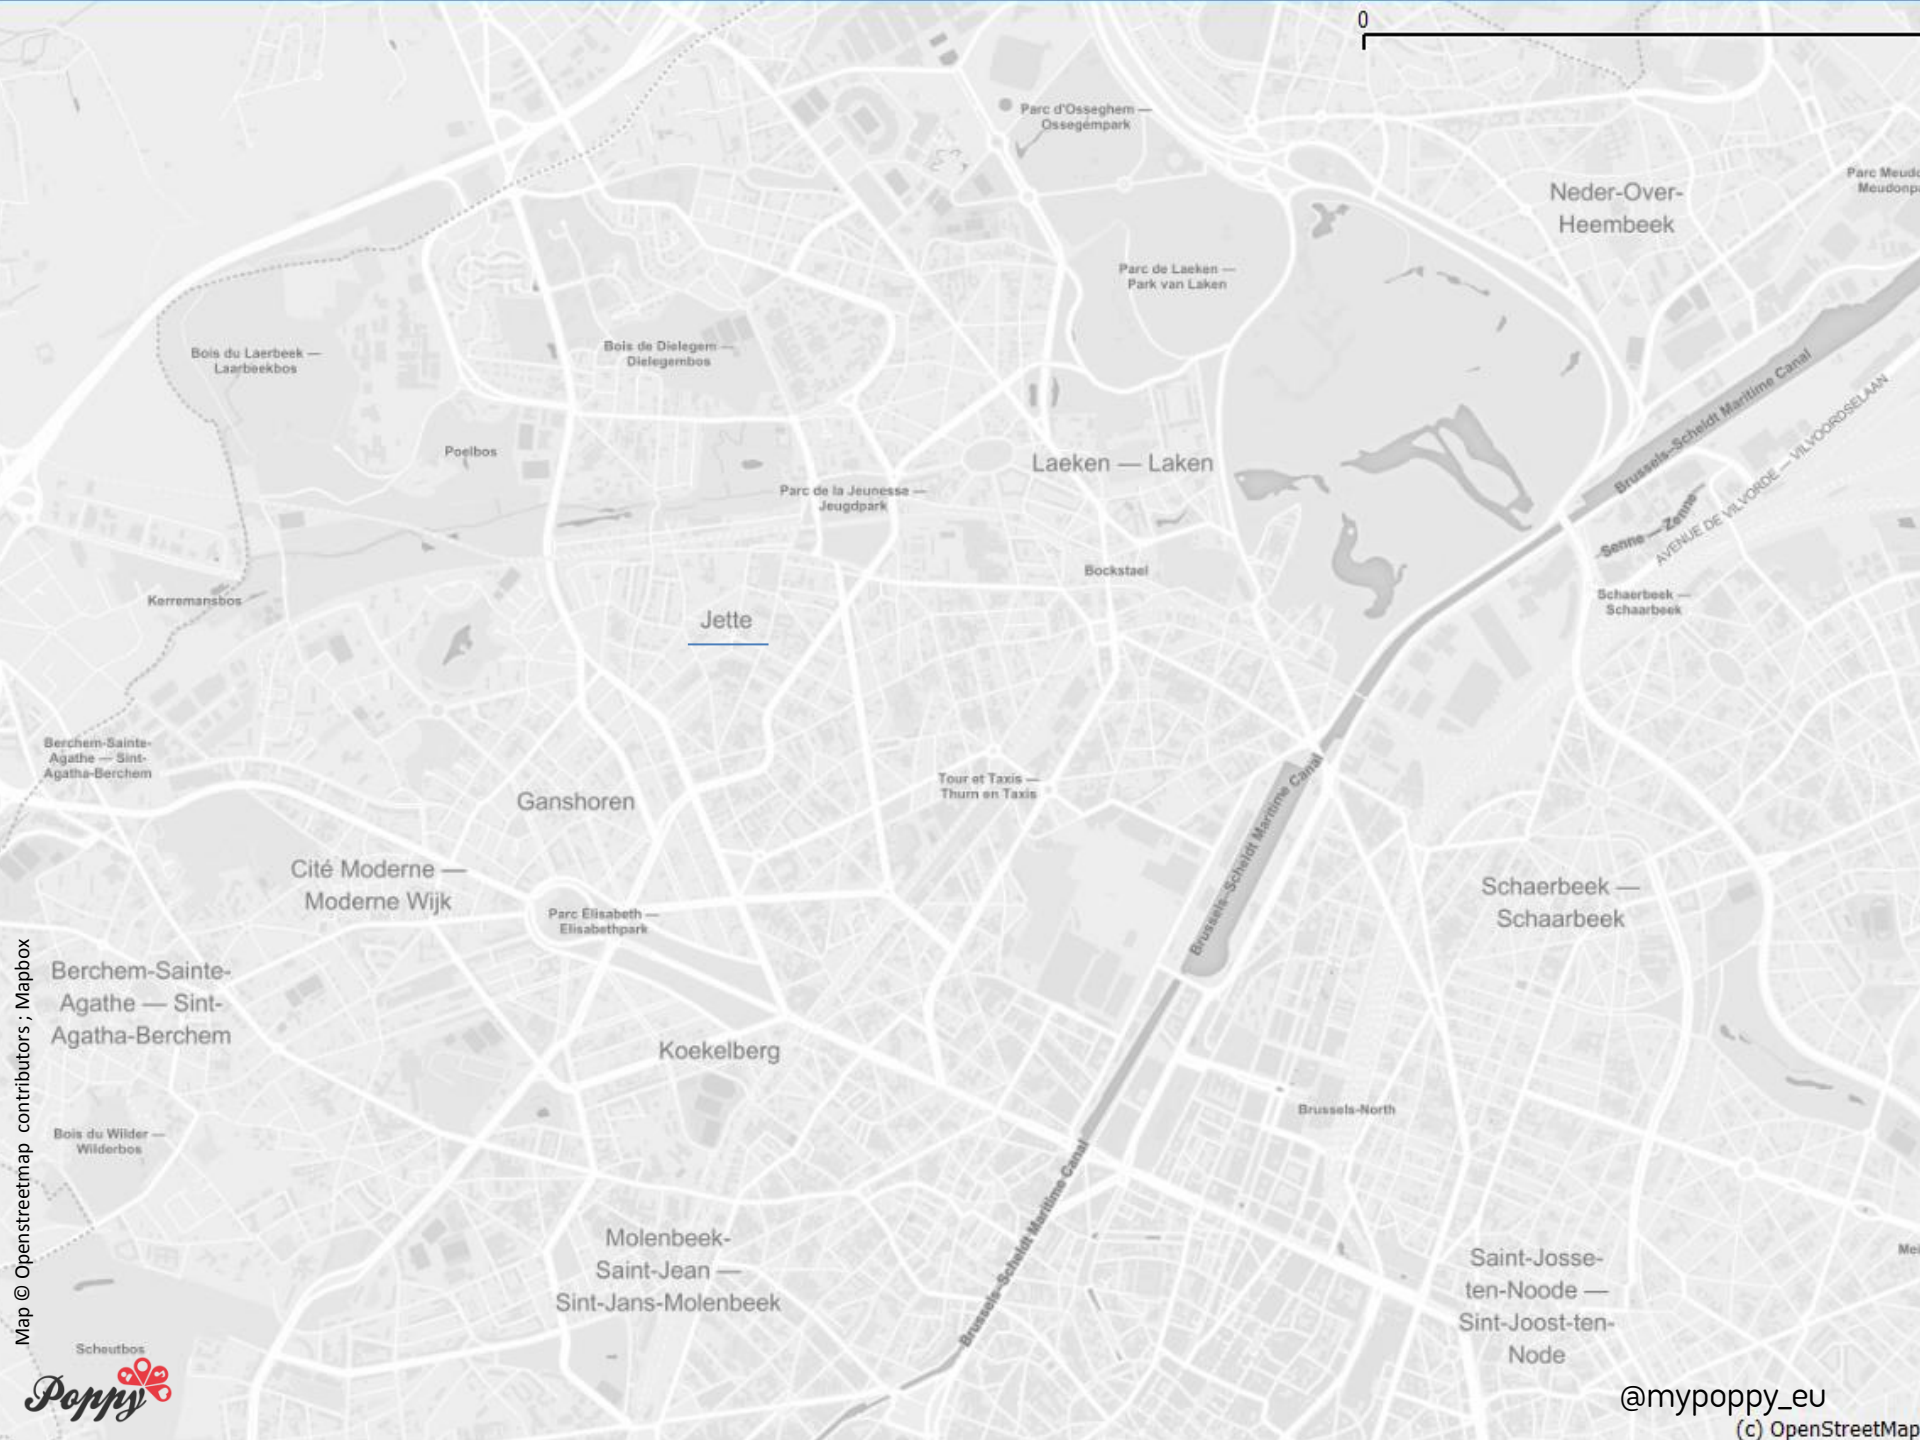 0
Parc d'Osseghem —
Ossegempark
Parc Meudo
Meudonpa
Neder-Over-
Heembeek
Parc de Laeken —
Park van Laken
Bois du Laerbeek —
Laarbeekbos
Bois de Dielegem —
Dielegembos
Brussels–Scheldt Maritime Canal
AVENUE DE VILVORDE — VILVOORDSELAAN
Poelbos
Laeken — Laken
Parc de la Jeunesse —
Jeugdpark
Senne — Zenne
Bockstael
Kerremansbos
Schaerbeek —
Schaarbeek
Jette
Berchem-Sainte-
Agathe — Sint-
Agatha-Berchem
Tour et Taxis —
Thurn en Taxis
Ganshoren
Brussels–Scheldt Maritime Canal
Cité Moderne —
Moderne Wijk
Schaerbeek —
Schaarbeek
Parc Elisabeth —
Elisabethpark
Berchem-Sainte-
Agathe — Sint-
Agatha-Berchem
Koekelberg
Brussels-North
Bois du Wilder —
Wilderbos
Brussels–Scheldt Maritime Canal
Molenbeek-
Saint-Jean —
Sint-Jans-Molenbeek
Saint-Josse-
ten-Noode —
Sint-Joost-ten-
Node
Mei
Scheutbos
Map © Openstreetmap contributors ; Mapbox
Poppy
@mypoppy_eu
(c) OpenStreetMap